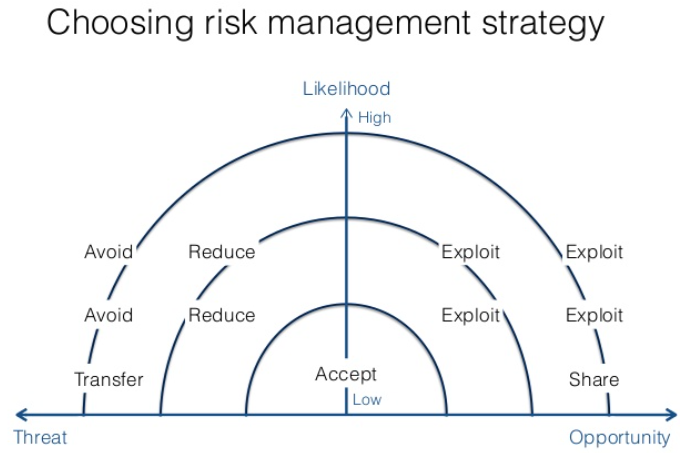 Choosing risk management strategy
Likelihood
High
Avoid Reduce Exploit Exploit
Avoid Reduce Exploit Exploit
Transfer Accept Share
Low
Threat Opportunity